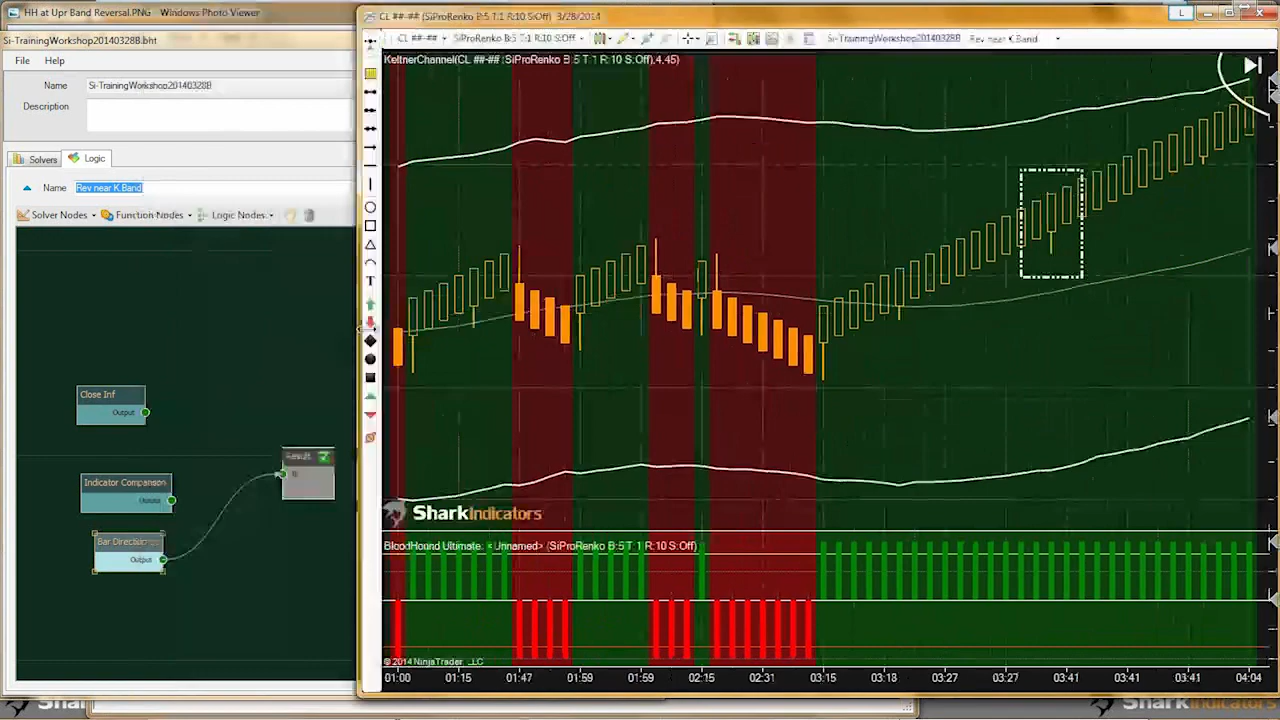 HH at Upr Band Reversal.PNG - Windows Photo Viewer
Si-TrainingWorkshop20140328B.bht
File Help
Name Si-TrainingWorkshop20140328B
Description
Solvers Logic
Name Rev near K Band
Solver Nodes Function Nodes Logic Nodes
Close Inf
Output
Indicator Comparison
Output
Bar Direction
Output
Result
CL ##-## (SiProRenko B:5 T:1 R:10 S:Off) 3/28/2014
L
CL ##-## SiProRenko B:5 T:1 R:10 S:Off Si-TrainingWorkshop20140328B Rev near K Band
KeltnerChannel(CL ##-## (SiProRenko B:5 T:1 R:10 S:Off),4,45)
T
SharkIndicators
BloodHound Ultimate: <Unnamed> (SiProRenko B:5 T:1 R:10 S:Off)
© 2014 NinjaTrader, LLC
01:00 01:15 01:47 01:59 01:59 02:15 02:31 03:15 03:18 03:27 03:27 03:41 03:41 03:41 04:04
Sha
SharkIndicators